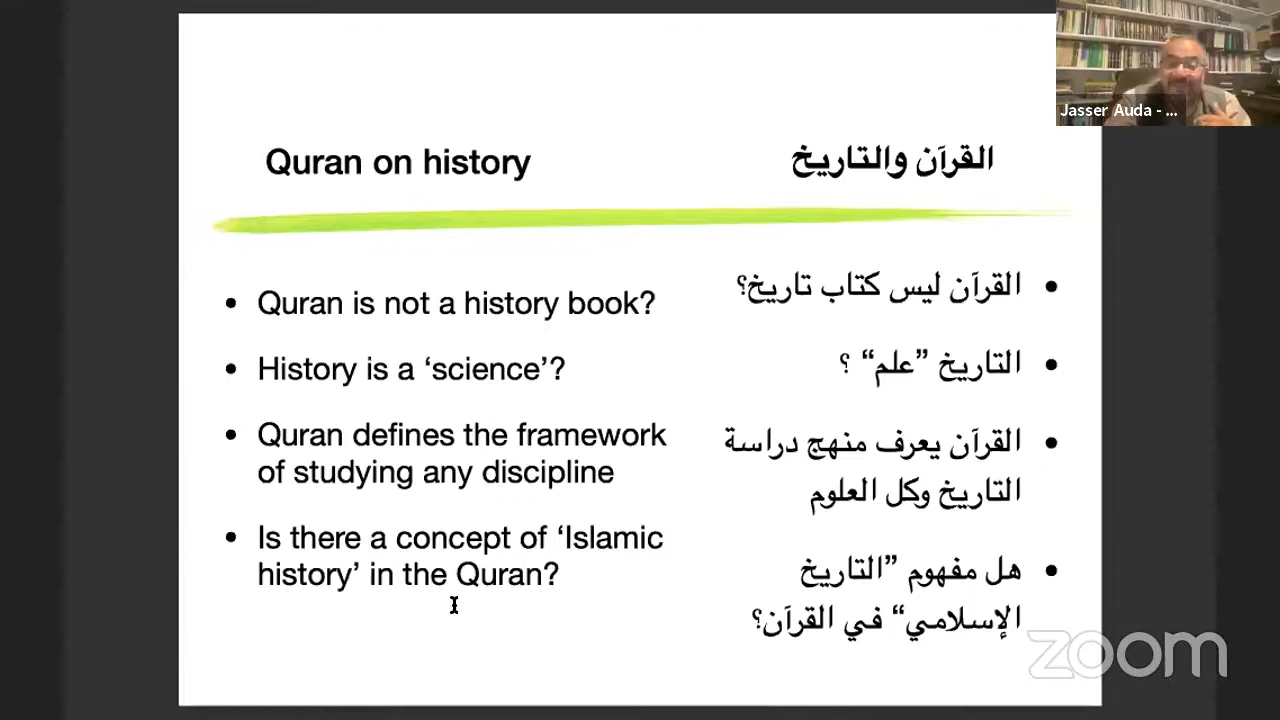 Jasser Auda - ...
Quran on history
القرآن والتاريخ
Quran is not a history book?
History is a ‘science’?
Quran defines the framework
of studying any discipline
Is there a concept of ‘Islamic
history’ in the Quran?
القرآن ليس كتاب تاريخ؟
التاريخ ”علم“ ؟
القرآن يعرف منهج دراسة
التاريخ وكل العلوم
هل مفهوم ”التاريخ
الإسلامي“ في القرآن؟
zoom